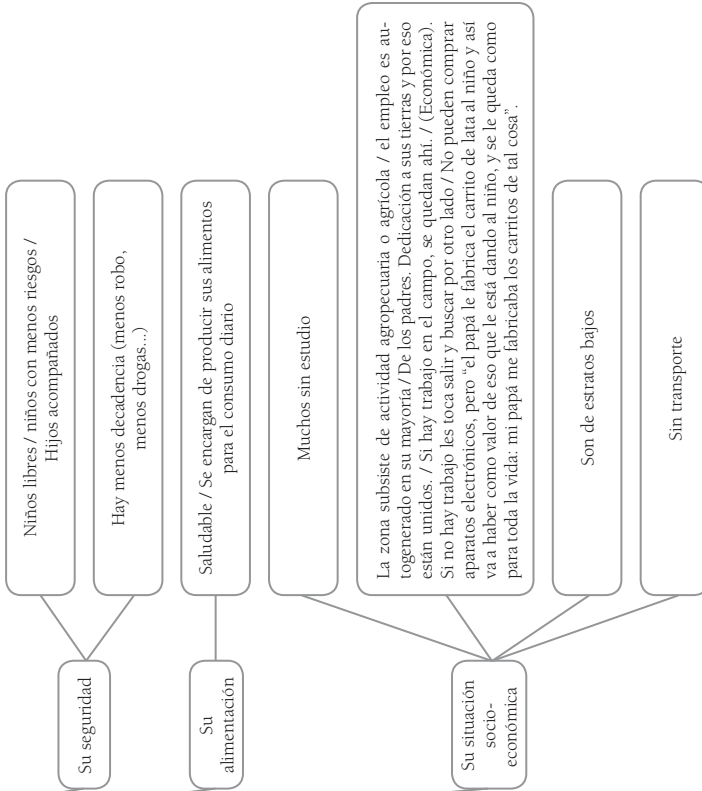 Su seguridad
Niños libres / niños con menos riesgos /
Hijos acompañados
Hay menos decadencia (menos robo,
menos drogas...)
Su
alimentación
Saludable / Se encargan de producir sus alimentos
para el consumo diario
Su situación
socio-
económica
Muchos sin estudio
La zona subsiste de actividad agropecuaria o agrícola / el empleo es au-
togenerado en su mayoría / De los padres. Dedicación a sus tierras y por eso
están unidos. / Si hay trabajo en el campo, se quedan ahí. / (Económica).
Si no hay trabajo les toca salir y buscar por otro lado / No pueden comprar
aparatos electrónicos, pero “el papá le fabrica el carrito de lata al niño y así
va a haber como valor de eso que le está dando al niño, y se le queda como
para toda la vida: mi papá me fabricaba los carritos de tal cosa”.
Son de estratos bajos
Sin transporte